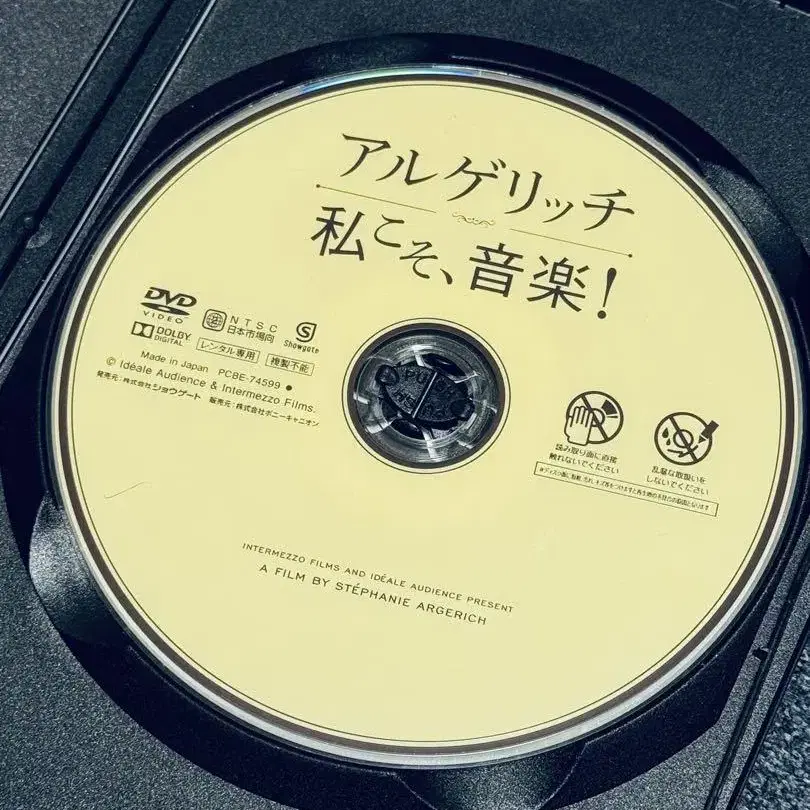 アルゲリッチ
私こそ、音楽！
DVD
VIDEO
DOLBY
DIGITAL
NTSC
日本市場向
Showgate
レンタル専用
複製不能
Made in Japan PCBE-74599 ●
© Idéale Audience & Intermezzo Films.
発売元：株式会社ショウゲート 販売元：株式会社ポニーキャニオン
読み取り面に直接
触れないでください
乱暴な取扱いを
しないでください
INTERMEZZO FILMS AND IDÉALE AUDIENCE PRESENT
A FILM BY STÉPHANIE ARGERICH